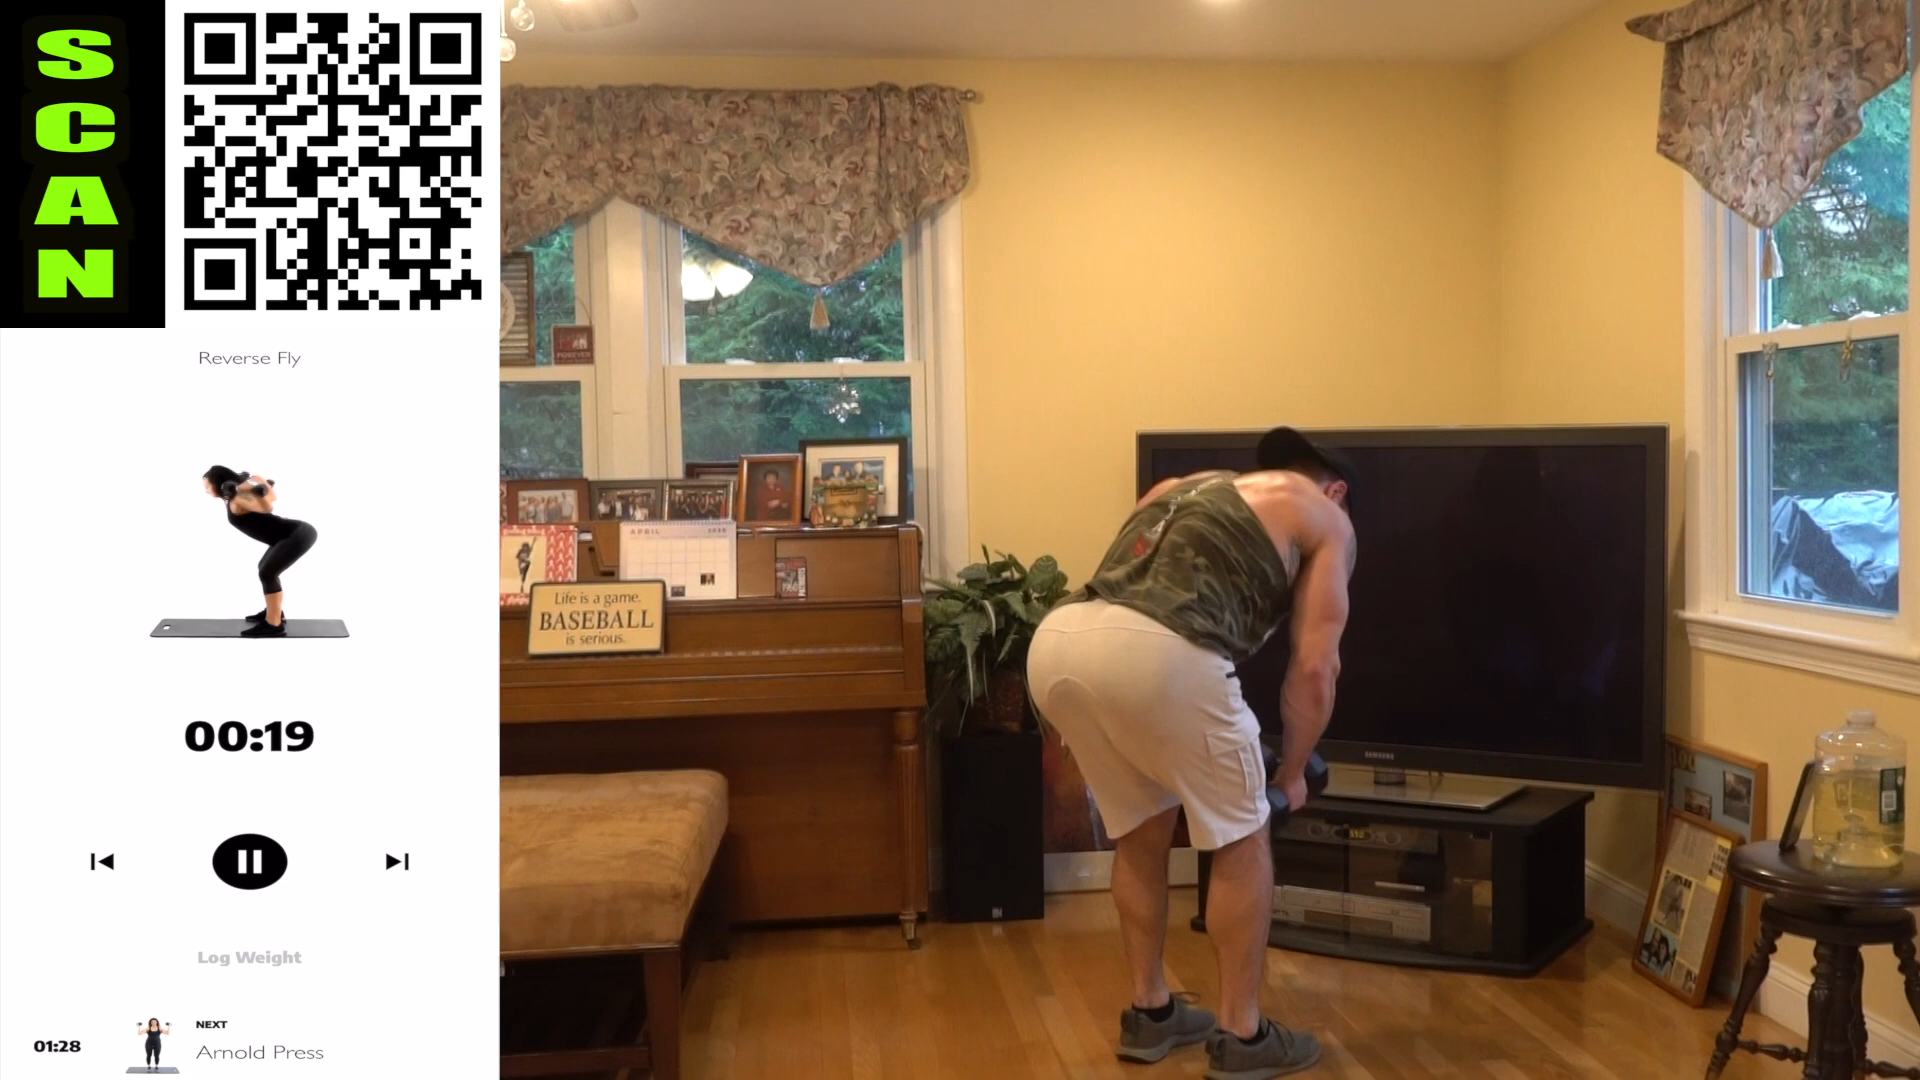 SCAN
Reverse Fly
00:19
Log Weight
01:28
NEXT
Arnold Press
FOREVER
APRIL
Life is a game.
BASEBALL
is serious.
SAMSUNG